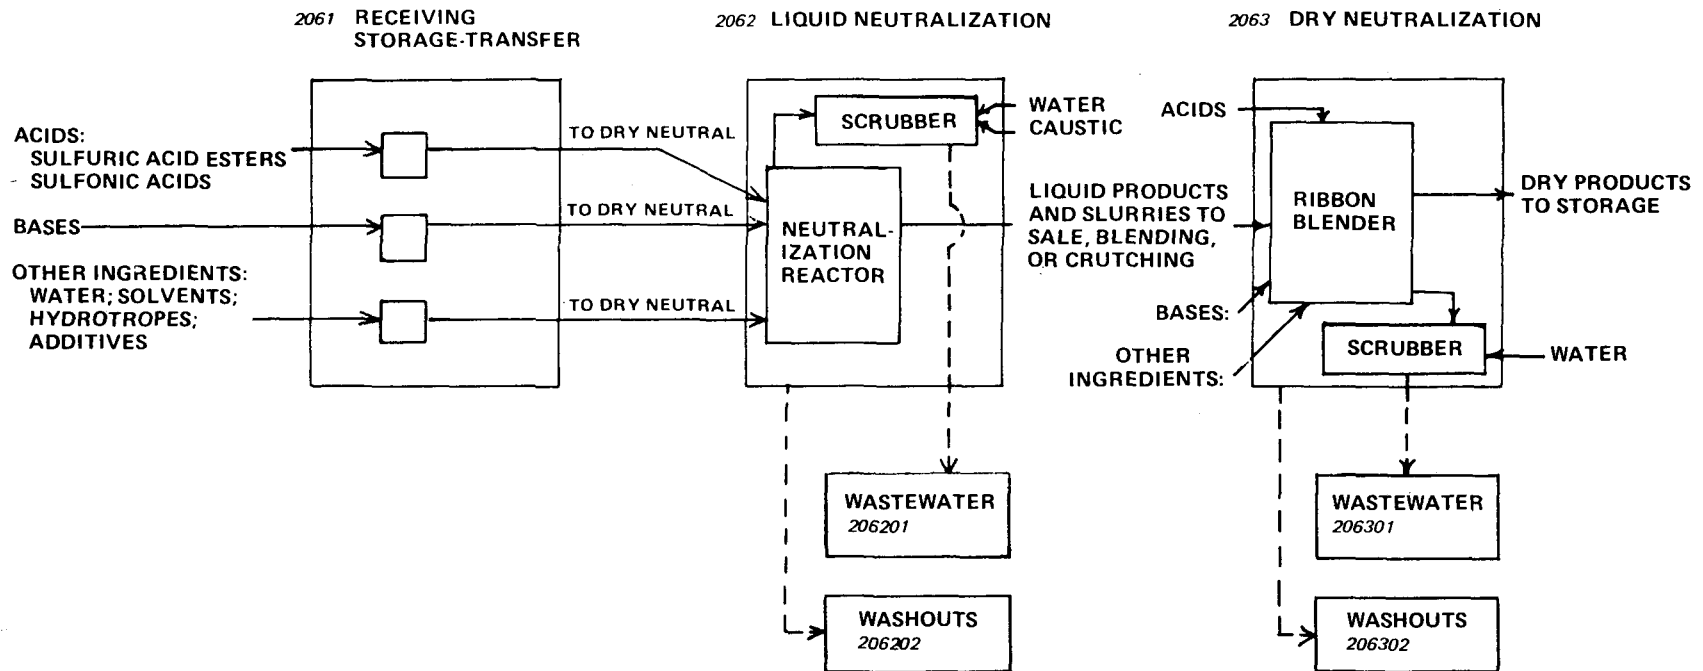 2061 RECEIVING
STORAGE-TRANSFER
2062 LIQUID NEUTRALIZATION
2063 DRY NEUTRALIZATION
ACIDS:
SULFURIC ACID ESTERS
SULFONIC ACIDS
BASES
OTHER INGREDIENTS:
WATER; SOLVENTS;
HYDROTROPES;
ADDITIVES
TO DRY NEUTRAL
TO DRY NEUTRAL
TO DRY NEUTRAL
SCRUBBER
WATER
CAUSTIC
NEUTRAL-
IZATION
REACTOR
LIQUID PRODUCTS
AND SLURRIES TO
SALE, BLENDING,
OR CRUTCHING
WASTEWATER
206201
WASHOUTS
206202
ACIDS
RIBBON
BLENDER
DRY PRODUCTS
TO STORAGE
BASES:
OTHER
INGREDIENTS:
SCRUBBER
WATER
WASTEWATER
206301
WASHOUTS
206302